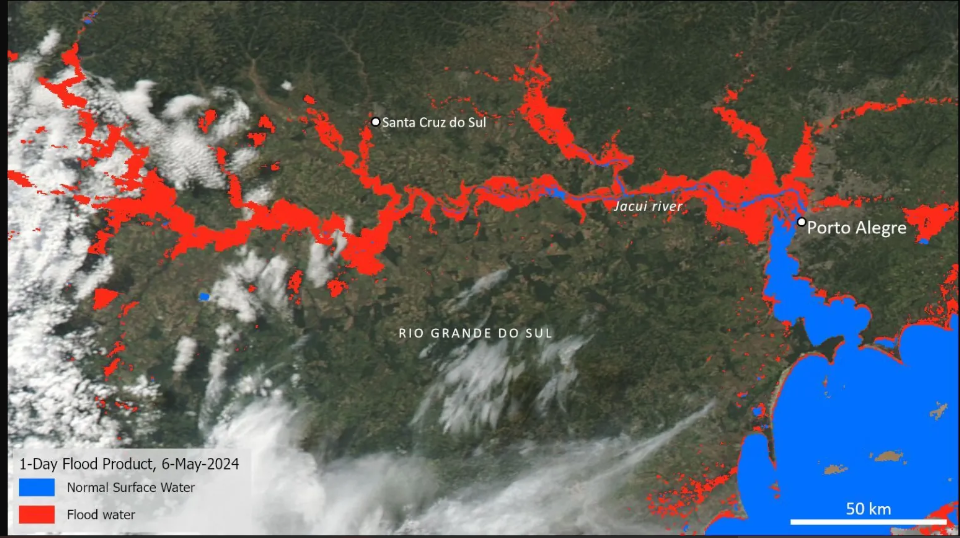 Santa Cruz do Sul
Jacui river
Porto Alegre
RIO GRANDE DO SUL
1-Day Flood Product, 6-May-2024
Normal Surface Water
Flood water
50 km